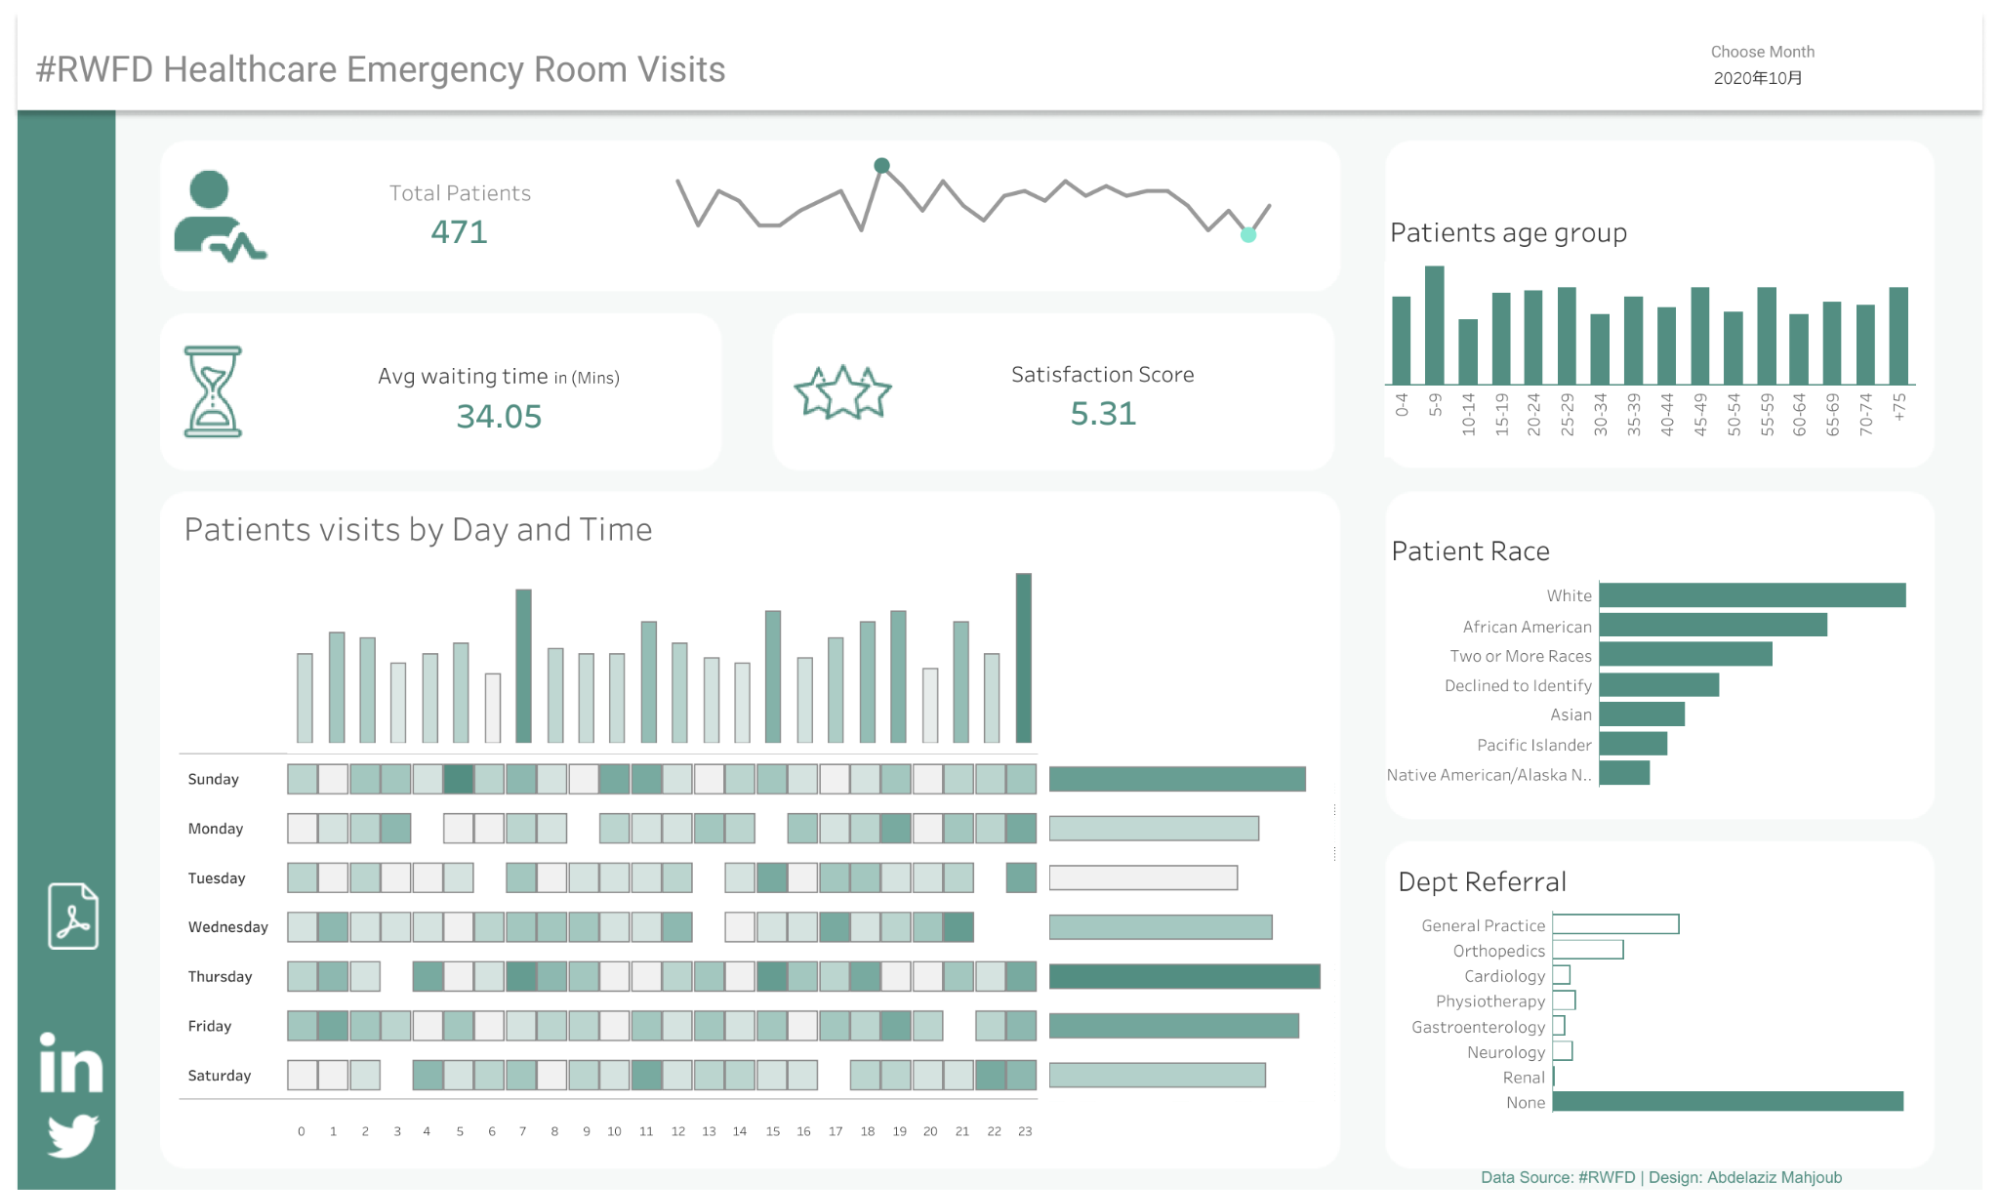 #RWFD Healthcare Emergency Room Visits
Choose Month
2020年10月
Total Patients
471
Avg waiting time in (Mins)
34.05
Satisfaction Score
5.31
Patients age group
0-4
5-9
10-14
15-19
20-24
25-29
30-34
35-39
40-44
45-49
50-54
55-59
60-64
65-69
70-74
+75
Patients visits by Day and Time
Sunday
Monday
Tuesday
Wednesday
Thursday
Friday
Saturday
0 1 2 3 4 5 6 7 8 9 10 11 12 13 14 15 16 17 18 19 20 21 22 23
Patient Race
White
African American
Two or More Races
Declined to Identify
Asian
Pacific Islander
Native American/Alaska N..
Dept Referral
General Practice
Orthopedics
Cardiology
Physiotherapy
Gastroenterology
Neurology
Renal
None
in
Data Source: #RWFD | Design: Abdelaziz Mahjoub